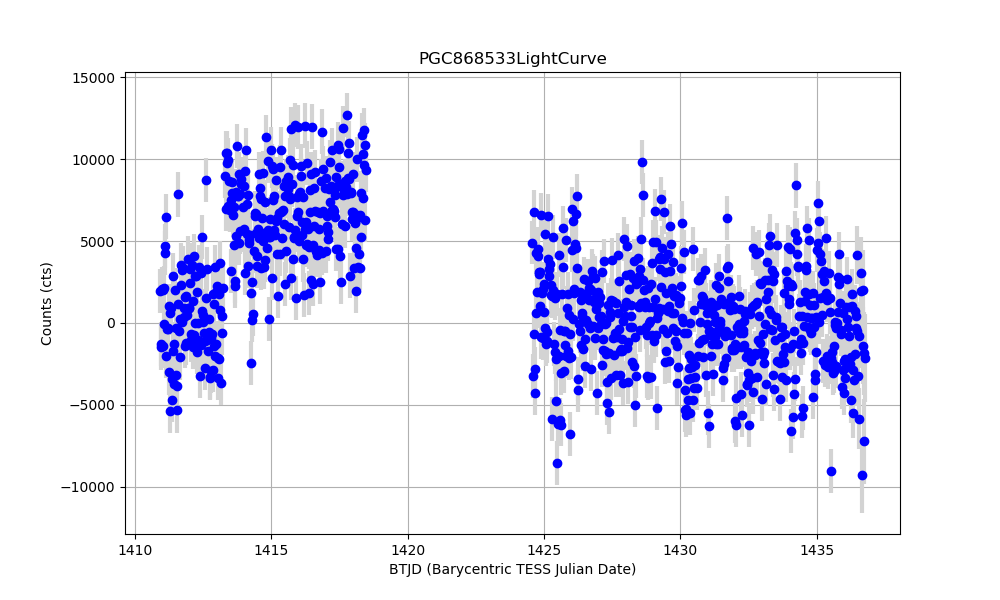 PGC868533LightCurve
15000
10000
5000
0
−5000
−10000
Counts (cts)
1410 1415 1420 1425 1430 1435
BTJD (Barycentric TESS Julian Date)